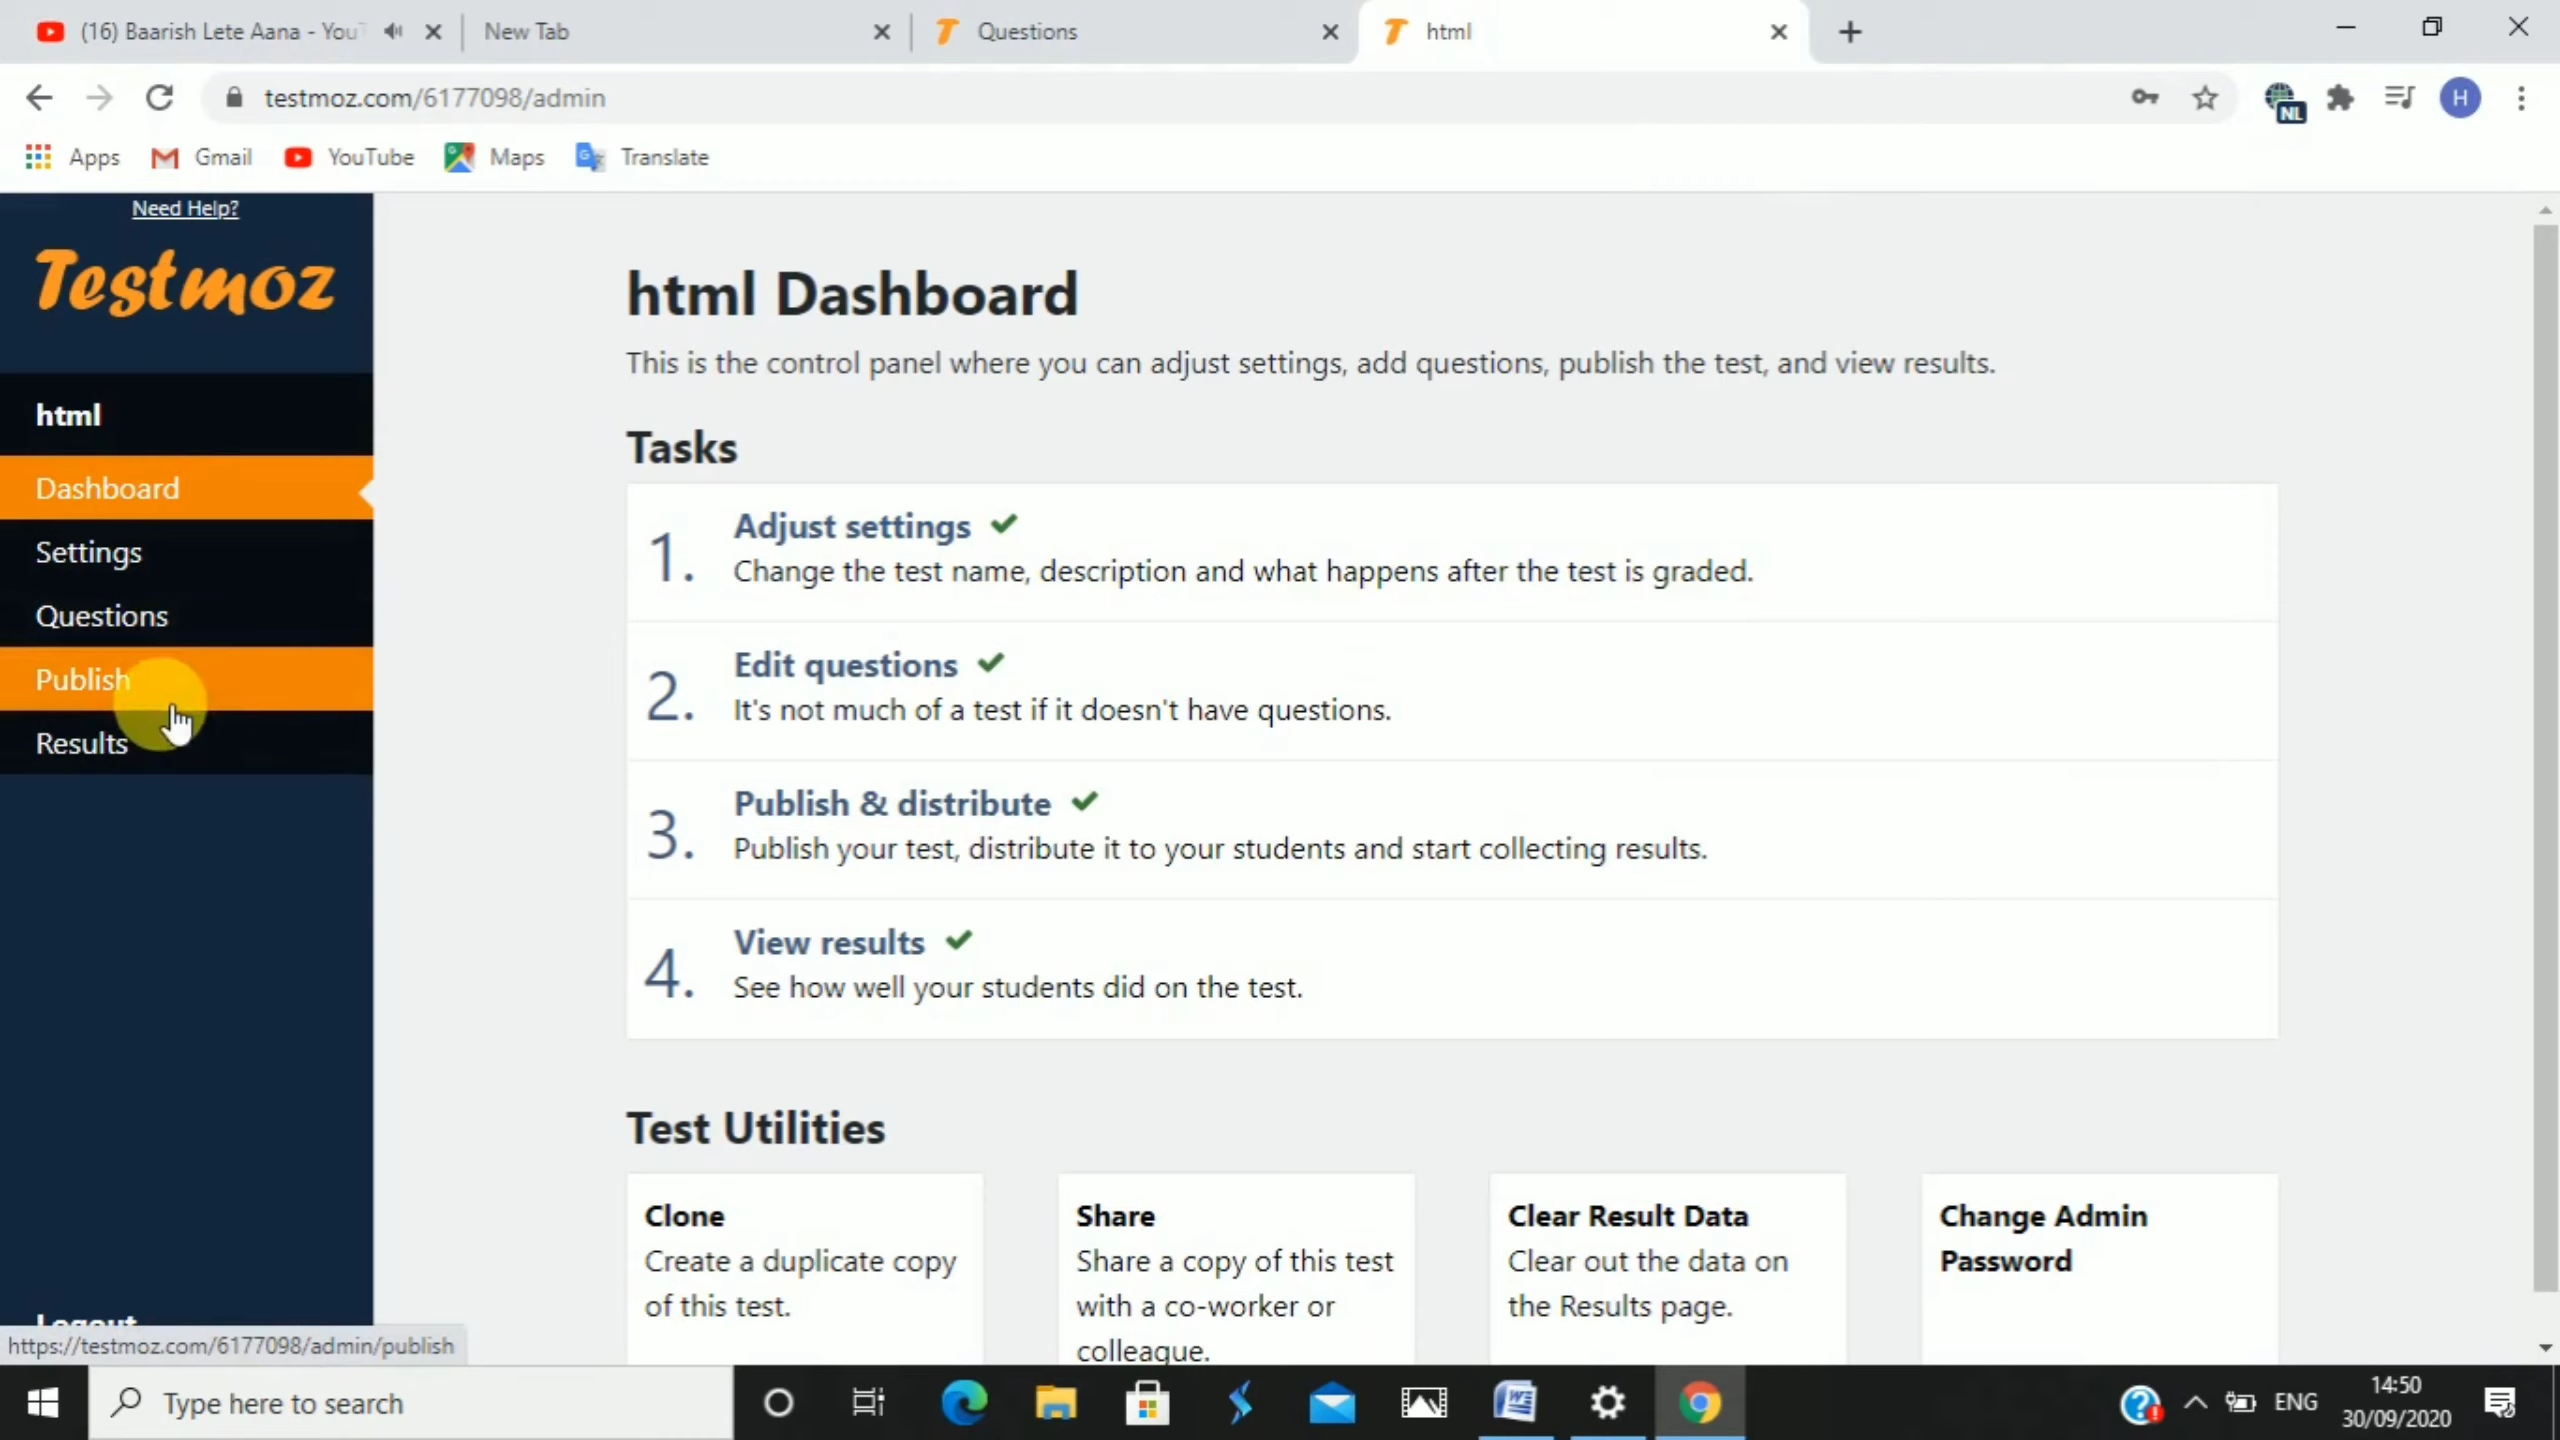 (16) Baarish Lete Aana - You
New Tab
Questions
html
testmoz.com/6177098/admin
NL
H
Apps
Gmail
YouTube
Maps
Translate
Need Help?
Testmoz
html
Dashboard
Settings
Questions
Publish
Results
Logout
https://testmoz.com/6177098/admin/publish
html Dashboard
This is the control panel where you can adjust settings, add questions, publish the test, and view results.
Tasks
1. Adjust settings
Change the test name, description and what happens after the test is graded.
2. Edit questions
It's not much of a test if it doesn't have questions.
3. Publish & distribute
Publish your test, distribute it to your students and start collecting results.
4. View results
See how well your students did on the test.
Test Utilities
Clone
Create a duplicate copy
of this test.
Share
Share a copy of this test
with a co-worker or
colleague.
Clear Result Data
Clear out the data on
the Results page.
Change Admin
Password
Type here to search
ENG
14:50
30/09/2020